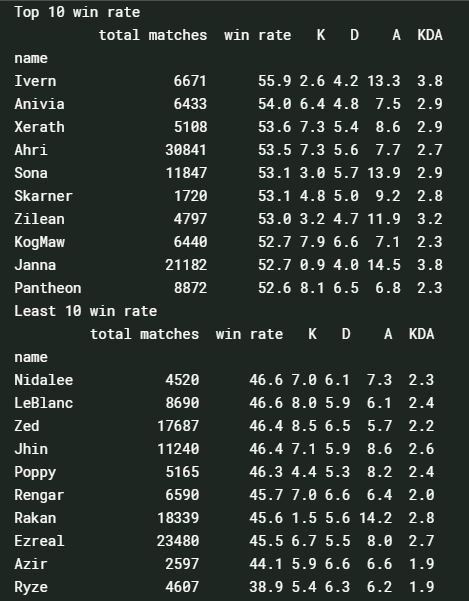 Top 10 win rate
total matches win rate K D A KDA
name
Ivern 6671 55.9 2.6 4.2 13.3 3.8
Anivia 6433 54.0 6.4 4.8 7.5 2.9
Xerath 5108 53.6 7.3 5.4 8.6 2.9
Ahri 30841 53.5 7.3 5.6 7.7 2.7
Sona 11847 53.1 3.0 5.7 13.9 2.9
Skarner 1720 53.1 4.8 5.0 9.2 2.8
Zilean 4797 53.0 3.2 4.7 11.9 3.2
KogMaw 6440 52.7 7.9 6.6 7.1 2.3
Janna 21182 52.7 0.9 4.0 14.5 3.8
Pantheon 8872 52.6 8.1 6.5 6.8 2.3
Least 10 win rate
total matches win rate K D A KDA
name
Nidalee 4520 46.6 7.0 6.1 7.3 2.3
LeBlanc 8690 46.6 8.0 5.9 6.1 2.4
Zed 17687 46.4 8.5 6.5 5.7 2.2
Jhin 11240 46.4 7.1 5.9 8.6 2.6
Poppy 5165 46.3 4.4 5.3 8.2 2.4
Rengar 6590 45.7 7.0 6.6 6.4 2.0
Rakan 18339 45.6 1.5 5.6 14.2 2.8
Ezreal 23480 45.5 6.7 5.5 8.0 2.7
Azir 2597 44.1 5.9 6.6 6.6 1.9
Ryze 4607 38.9 5.4 6.3 6.2 1.9